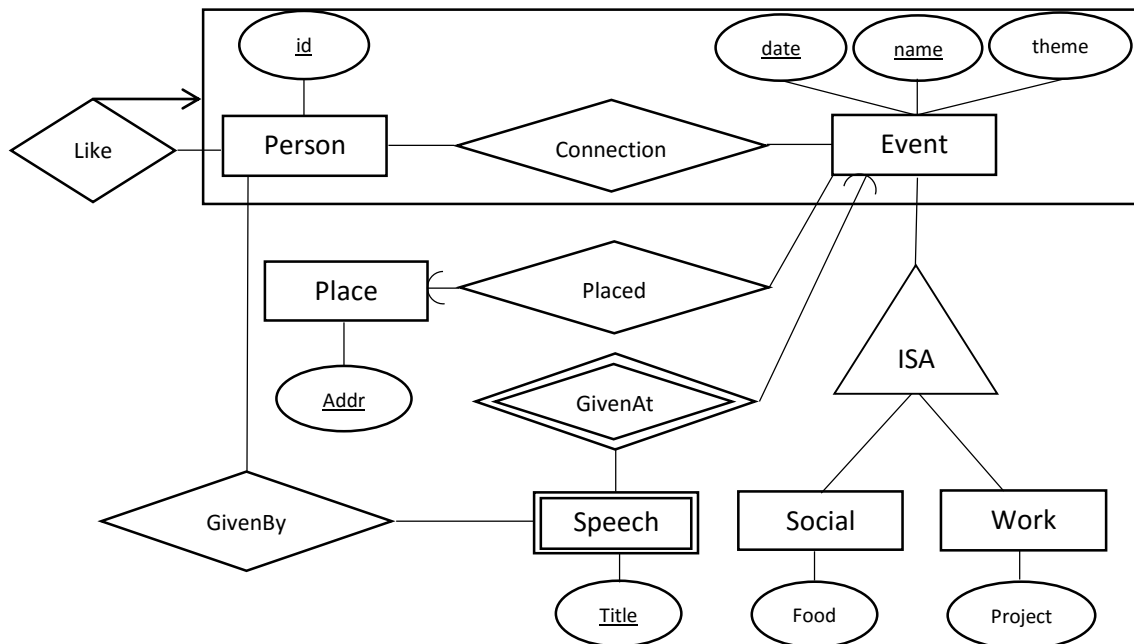 id
date
name
theme
Like
Person
Connection
Event
Place
Placed
ISA
Addr
GivenAt
GivenBy
Speech
Social
Work
Title
Food
Project